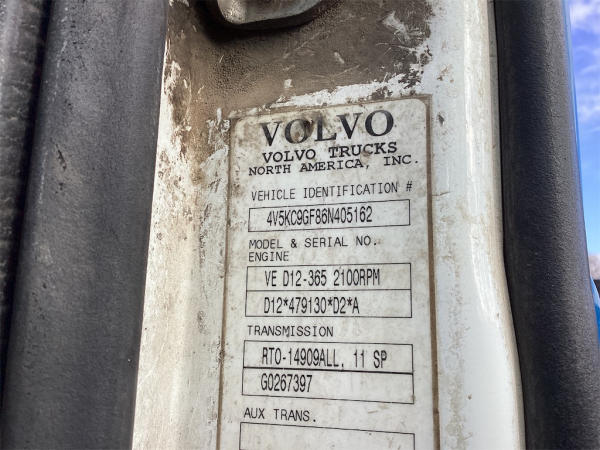 VOLVO
VOLVO TRUCKS
NORTH AMERICA, INC.
VEHICLE IDENTIFICATION #
4V5KC9GF86N405162
MODEL & SERIAL NO.
ENGINE
VE D12-365 2100RPM
D12*479130*D2*A
TRANSMISSION
RTO-14909ALL, 11 SP
G0267397
AUX TRANS.